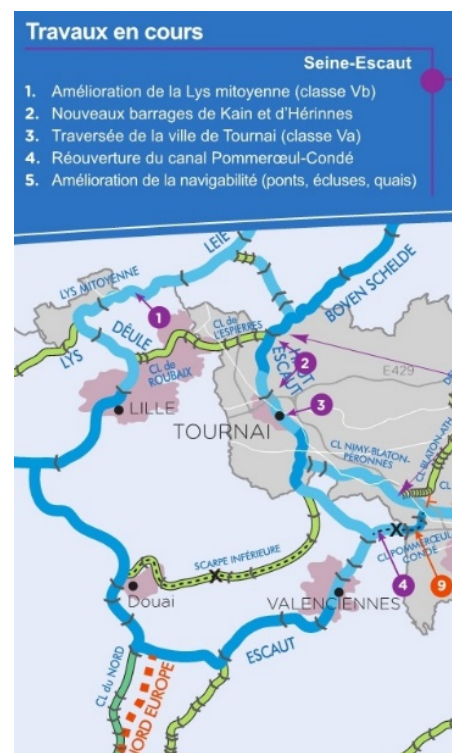 Travaux en cours
Seine-Escaut
1. Amélioration de la Lys mitoyenne (classe Vb)
2. Nouveaux barrages de Kain et d'Hérinnes
3. Traversée de la ville de Tournai (classe Va)
4. Réouverture du canal Pommerœul-Condé
5. Amélioration de la navigabilité (ponts, écluses, quais)
LEIE
LYS MITOYENNE
BOVEN SCHELDE
1
LYS
DEÛLE
CL de
L'ESPIERRES
CL de
ROUBAIX
HAUT
ESCAUT
2
E429
LILLE
3
TOURNAI
CL NIMY-BLATON-
PERONNES
CL-BLATON-ATH
CL
SCARPE INFÉRIEURE
CL POMMERŒUL
CONDÉ
4
9
Douai
VALENCIENNES
ESCAUT
CL du NORD
NORD EUROPE